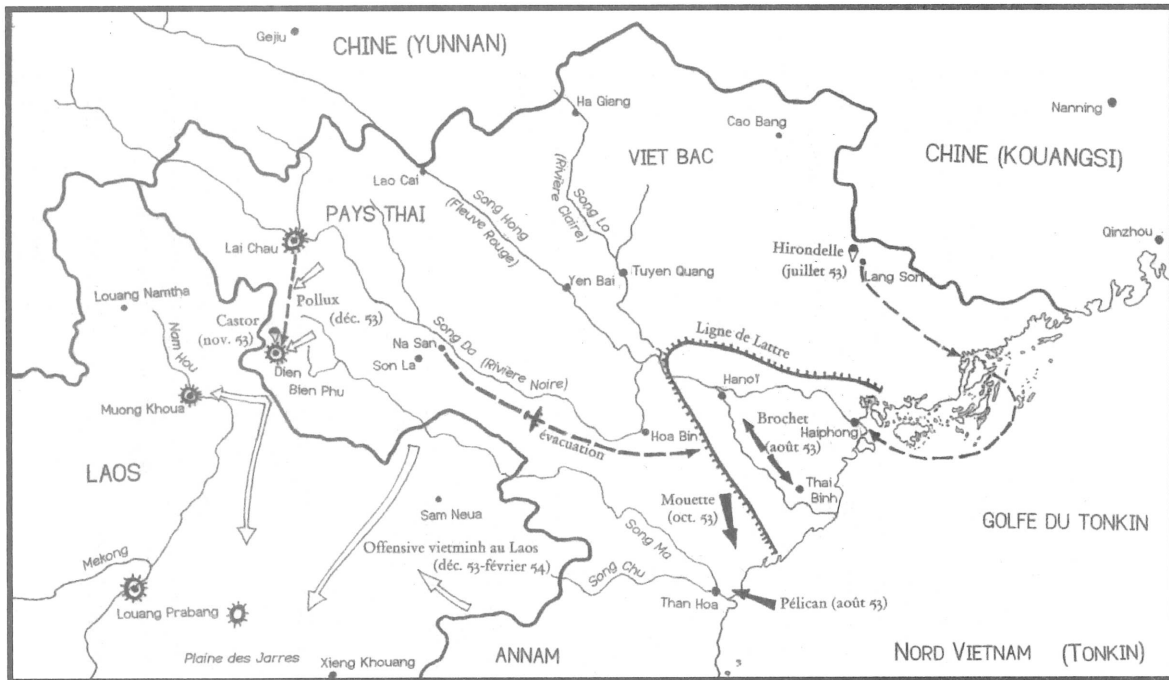 Gejiu
CHINE (YUNNAN)
Ha Giang
Cao Bang
Nanning
VIET BAC
CHINE (KOUANGSI)
Lao Cai
(Rivière Claire)
Song Lo
PAYS THAI
Song Hong
(Fleuve Rouge)
Qinzhou
Lai Chau
Hirondelle
(juillet 53)
Lang Son
Tuyen Quang
Yen Bai
Louang Namtha
Pollux
(déc. 53)
Castor
(nov. 53)
Nam Hou
Song Da (Rivière Noire)
Ligne de Lattre
Na San
Son La
Dien
Bien Phu
Hanoï
Muong Khoua
Brochet
(août 53)
Haiphong
évacuation
Hoa Bin
LAOS
Thai
Binh
Mouette
(oct. 53)
Sam Neua
GOLFE DU TONKIN
Offensive vietminh au Laos
(déc. 53-février 54)
Song Ma
Song Chu
Mekong
Than Hoa
Pélican (août 53)
Louang Prabang
Plaine des Jarres
Xieng Khouang
ANNAM
NORD VIETNAM (TONKIN)